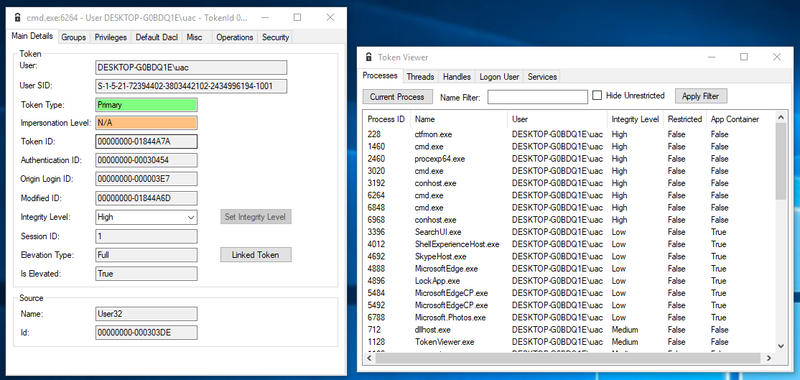 cmd.exe:6264 - User DESKTOP-G0BDQ1E\uac - TokenId 0...
Main Details Groups Privileges Default Dacl Misc Operations Security
Token
User: DESKTOP-G0BDQ1E\uac
User SID: S-1-5-21-72394402-3803442102-2434996194-1001
Token Type: Primary
Impersonation Level: N/A
Token ID: 00000000-01844A7A
Authentication ID: 00000000-00030454
Origin Login ID: 00000000-000003E7
Modified ID: 00000000-01844A6D
Integrity Level: High Set Integrity Level
Session ID: 1
Elevation Type: Full Linked Token
Is Elevated: True
Source
Name: User32
Id: 00000000-000303DE
Token Viewer
Processes Threads Handles Logon User Services
Current Process Name Filter: Hide Unrestricted Apply Filter
Process ID Name User Integrity Level Restricted App Container
228 ctfmon.exe DESKTOP-G0BDQ1E\uac High False False
1460 cmd.exe DESKTOP-G0BDQ1E\uac High False False
2460 procexp64.exe DESKTOP-G0BDQ1E\uac High False False
3020 cmd.exe DESKTOP-G0BDQ1E\uac High False False
3192 conhost.exe DESKTOP-G0BDQ1E\uac High False False
6264 cmd.exe DESKTOP-G0BDQ1E\uac High False False
6848 cmd.exe DESKTOP-G0BDQ1E\uac High False False
6968 conhost.exe DESKTOP-G0BDQ1E\uac High False False
3396 SearchUI.exe DESKTOP-G0BDQ1E\uac Low False True
4012 ShellExperienceHost.exe DESKTOP-G0BDQ1E\uac Low False True
4692 SkypeHost.exe DESKTOP-G0BDQ1E\uac Low False True
4888 MicrosoftEdge.exe DESKTOP-G0BDQ1E\uac Low False True
4896 LockApp.exe DESKTOP-G0BDQ1E\uac Low False True
5484 MicrosoftEdgeCP.exe DESKTOP-G0BDQ1E\uac Low False True
5492 MicrosoftEdgeCP.exe DESKTOP-G0BDQ1E\uac Low False True
6788 Microsoft.Photos.exe DESKTOP-G0BDQ1E\uac Low False True
712 dllhost.exe DESKTOP-G0BDQ1E\uac Medium False False
1128 TokenViewer.exe DESKTOP-G0BDQ1E\uac Medium False False